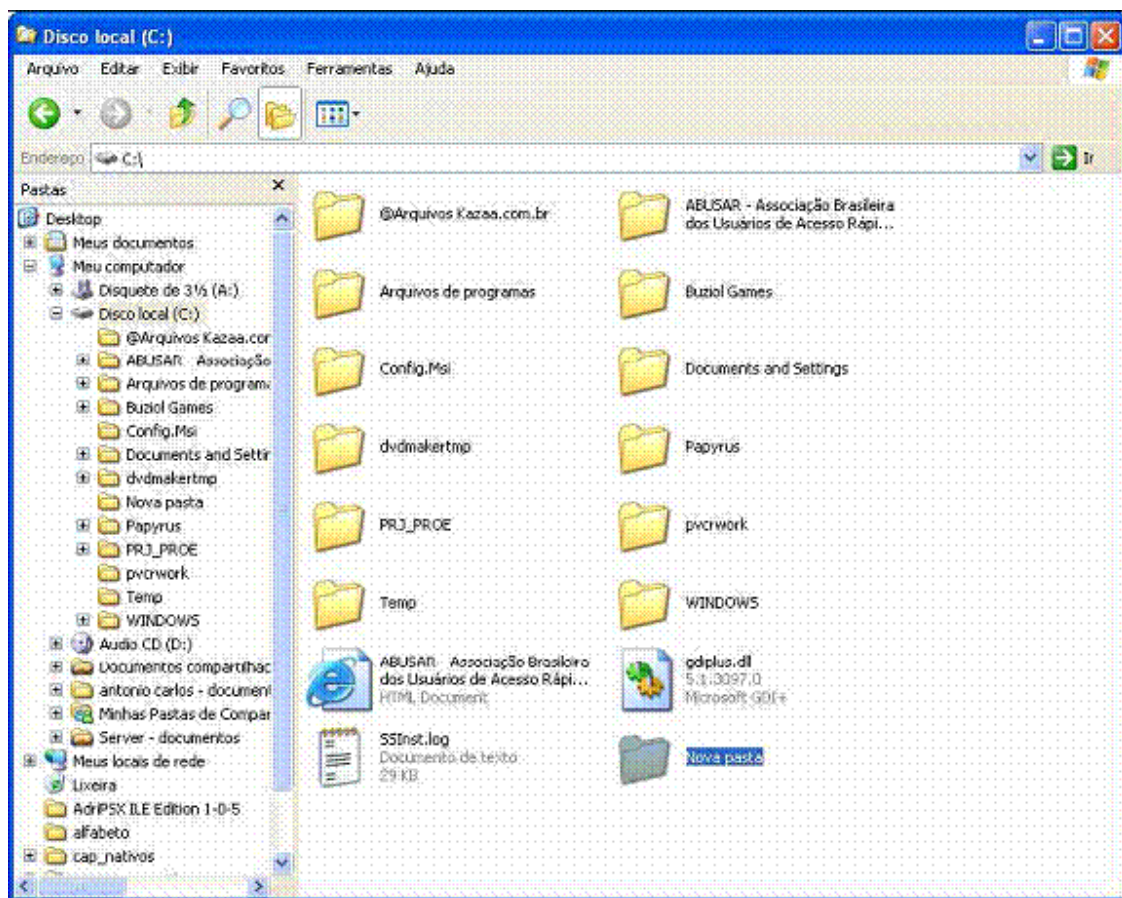 Disco local (C:)
Arquivo Editar Exibir Favoritos Ferramentas Ajuda
Endereço C:\ Ir
Pastas
Desktop
Meus documentos
Meu computador
Disquete de 3½ (A:)
Disco local (C:)
@Arquivos Kazaa.cor
ABUSAR - Associação
Arquivos de program
Buziol Games
Config.Msi
Documents and Settir
dvdmakertmp
Nova pasta
Papyrus
PRJ_PROE
pvcrwork
Temp
WINDOWS
Audio CD (D:)
Documentos compartilhac
antonio carlos - document
Minhas Pastas de Compar
Server - documentos
Meus locais de rede
Lixeira
AdriPSX ILE Edition 1-0-5
alfabeto
cap_nativos
@Arquivos Kazaa.com.br
ABUSAR - Associação Brasileira
dos Usuários de Acesso Rápi...
Arquivos de programas
Buziol Games
Config.Msi
Documents and Settings
dvdmakertmp
Papyrus
PRJ_PROE
pvcrwork
Temp
WINDOWS
ABUSAR - Associação Brasileira
dos Usuários de Acesso Rápi...
HTML Document
gdiplus.dll
5.1.3097.0
Microsoft GDI+
SSInst.log
Documento de texto
29 KB
Nova pasta